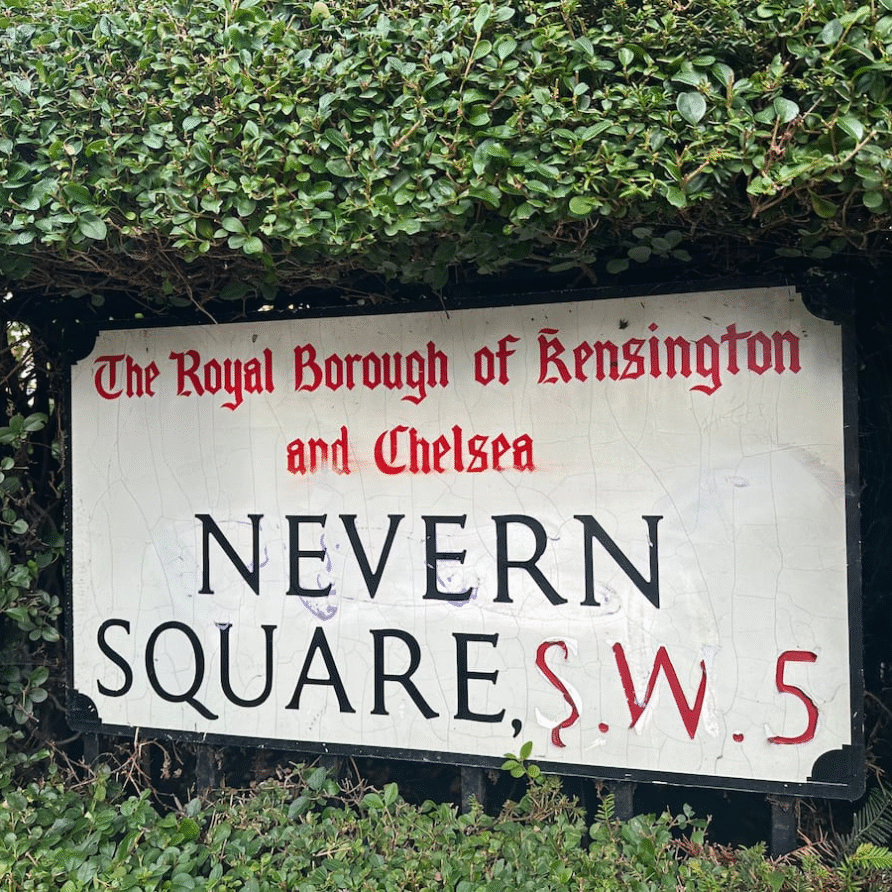 The Royal Borough of Kensington
and Chelsea
NEVERN
SQUARE, S.W.5